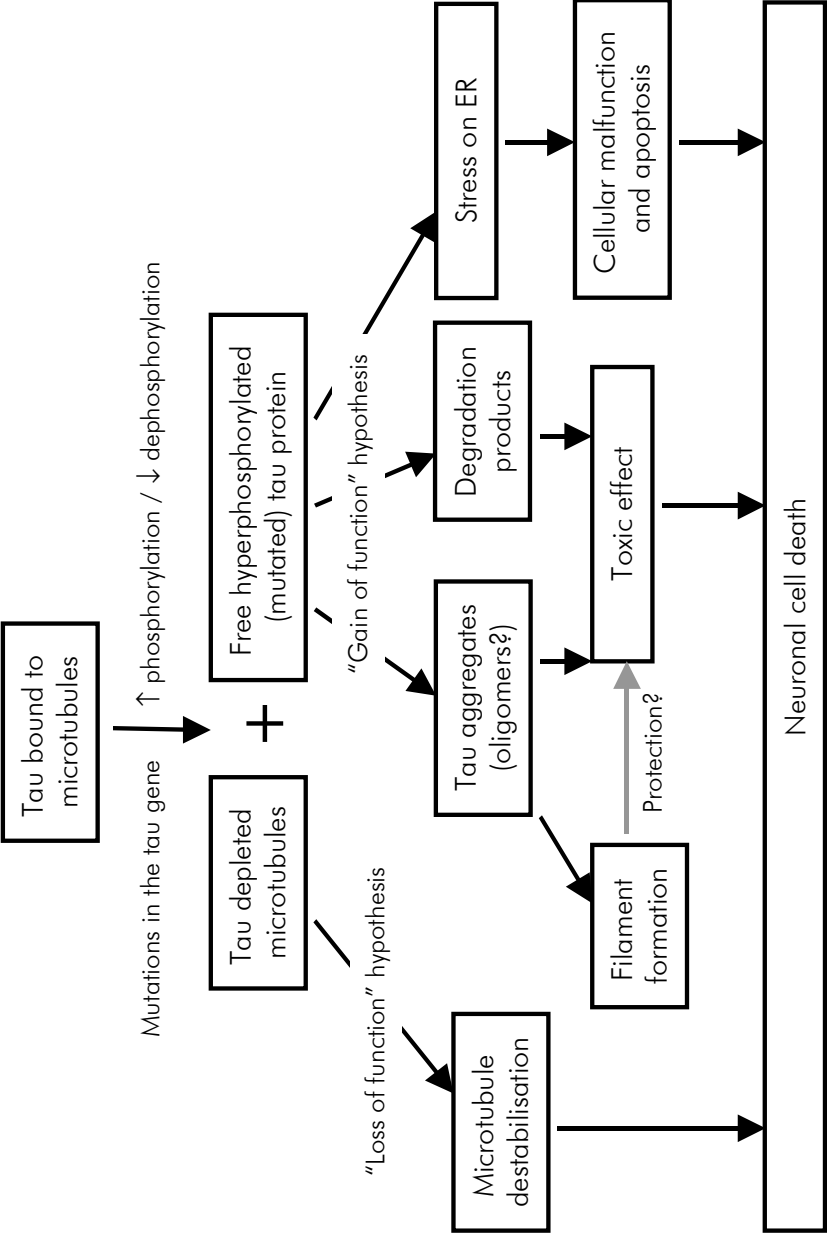 Tau bound to
microtubules
Mutations in the tau gene
↑ phosphorylation / ↓ dephosphorylation
Tau depleted
microtubules
+
Free hyperphosphorylated
(mutated) tau protein
“Loss of function” hypothesis
“Gain of function” hypothesis
Microtubule
destabilisation
Tau aggregates
(oligomers?)
Degradation
products
Stress on ER
Filament
formation
Protection?
Toxic effect
Cellular malfunction
and apoptosis
Neuronal cell death